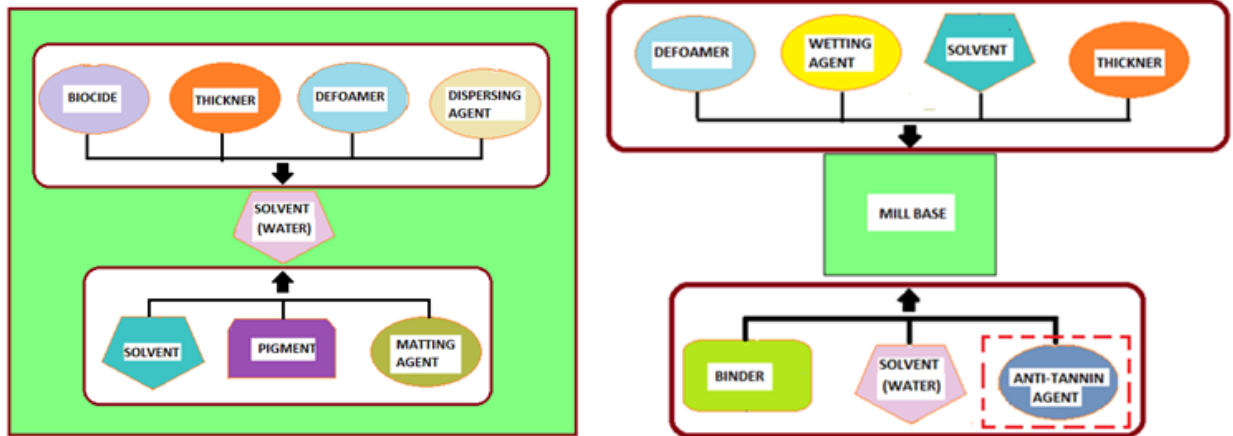 BIOCIDE
THICKNER
DEFOAMER
DISPERSING
AGENT
SOLVENT
(WATER)
SOLVENT
PIGMENT
MATTING
AGENT
DEFOAMER
WETTING
AGENT
SOLVENT
THICKNER
MILL BASE
BINDER
SOLVENT
(WATER)
ANTI-TANNIN
AGENT